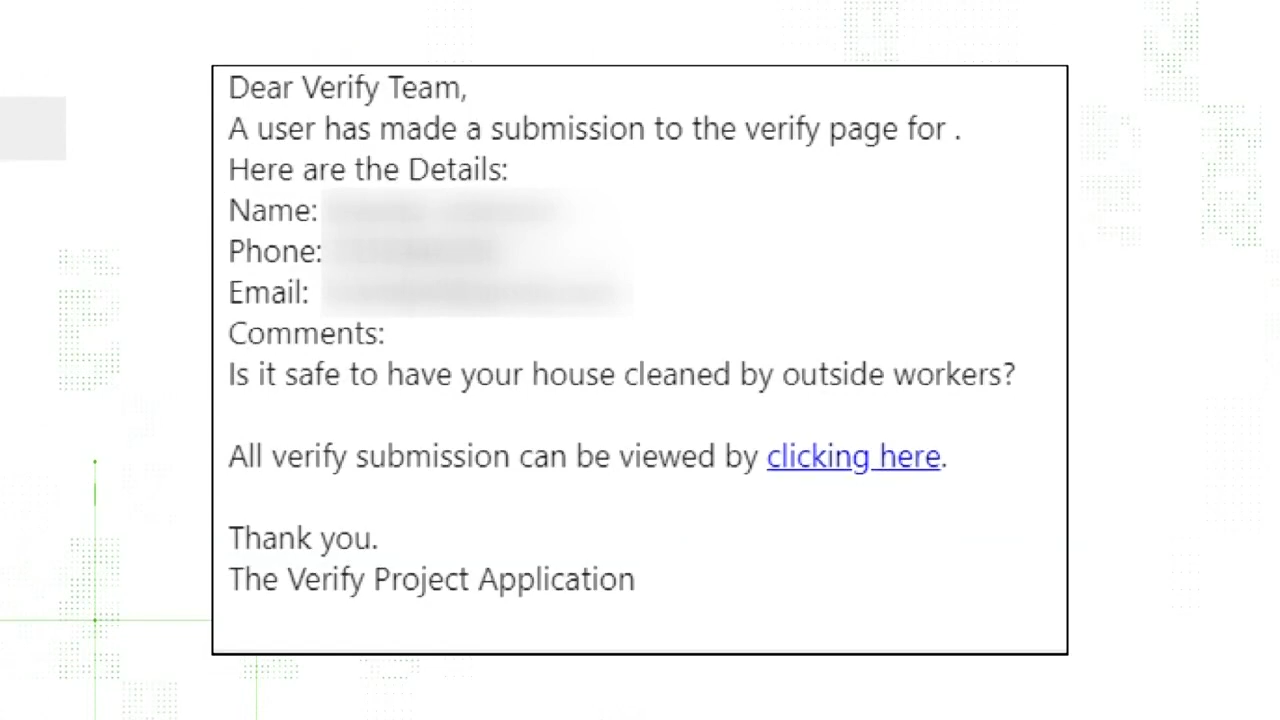 Dear Verify Team,
A user has made a submission to the verify page for .
Here are the Details:
Name:
Phone:
Email:
Comments:
Is it safe to have your house cleaned by outside workers?
All verify submission can be viewed by clicking here.
Thank you.
The Verify Project Application